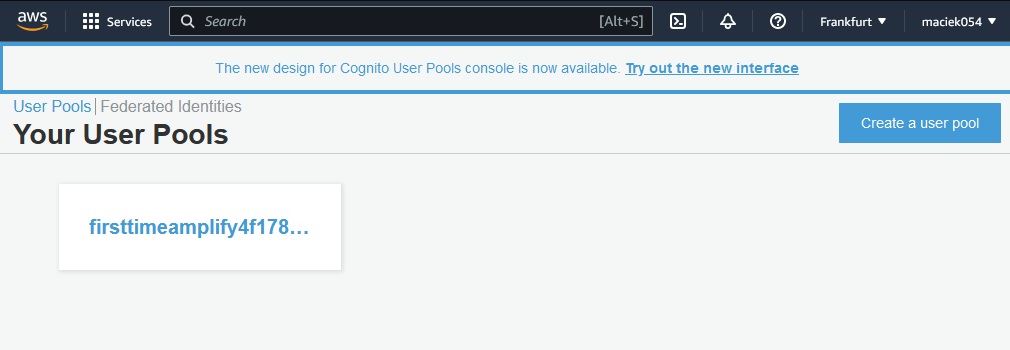 aws Services Search [Alt+S] Frankfurt maciek054
The new design for Cognito User Pools console is now available. Try out the new interface
User Pools | Federated Identities
Your User Pools
Create a user pool
firsttimeamplify4f178...